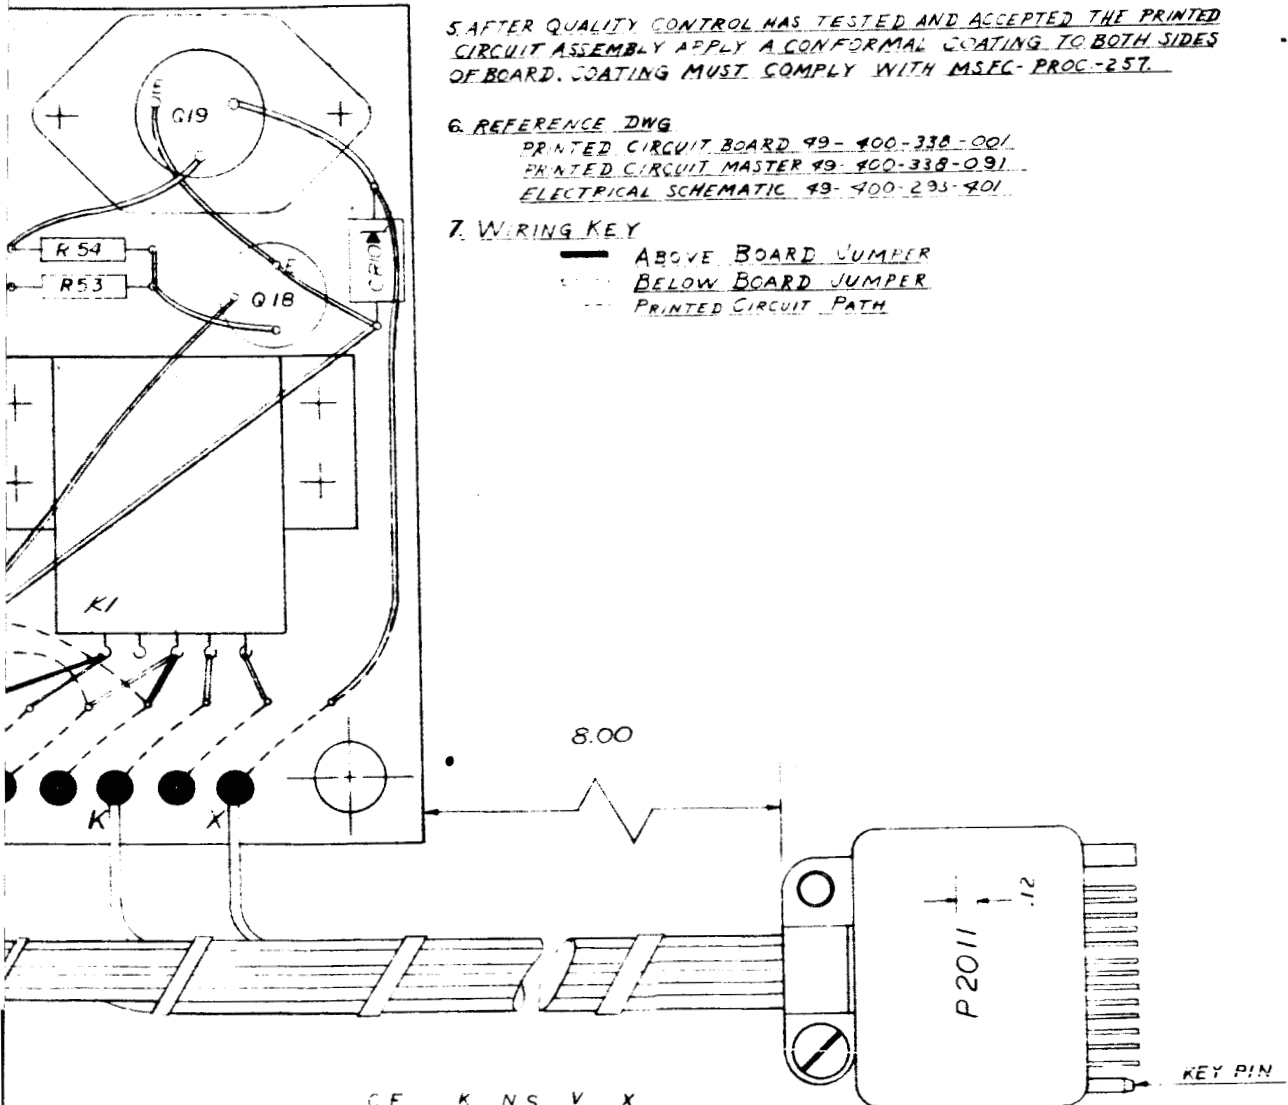 5. AFTER QUALITY CONTROL HAS TESTED AND ACCEPTED THE PRINTED
CIRCUIT ASSEMBLY APPLY A CONFORMAL COATING TO BOTH SIDES
OF BOARD. COATING MUST COMPLY WITH MSFC-PROC-257.
6. REFERENCE DWG
PRINTED CIRCUIT BOARD 49-400-338-001
PRINTED CIRCUIT MASTER 49-400-338-091
ELECTRICAL SCHEMATIC 49-400-293-401
7. WIRING KEY
ABOVE BOARD JUMPER
BELOW BOARD JUMPER
PRINTED CIRCUIT PATH
E
Q19
R54
R53
E
Q18
CR10
K1
K
X
8.00
.12
P2011
KEY PIN
K NS V X